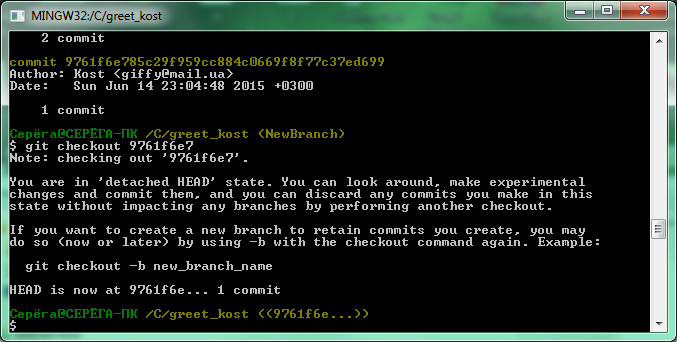 MINGW32:/C/greet_kost
2 commit
commit 9761f6e785c29f959cc884c0669f8f77c37ed699
Author: Kost <giffy@mail.ua>
Date:   Sun Jun 14 23:04:48 2015 +0300
1 commit
Серёга@СЕРЁГА-ПК /C/greet_kost (NewBranch)
$ git checkout 9761f6e7
Note: checking out '9761f6e7'.
You are in 'detached HEAD' state. You can look around, make experimental
changes and commit them, and you can discard any commits you make in this
state without impacting any branches by performing another checkout.
If you want to create a new branch to retain commits you create, you may
do so (now or later) by using -b with the checkout command again. Example:
git checkout -b new_branch_name
HEAD is now at 9761f6e... 1 commit
Серёга@СЕРЁГА-ПК /C/greet_kost ((9761f6e...))
$